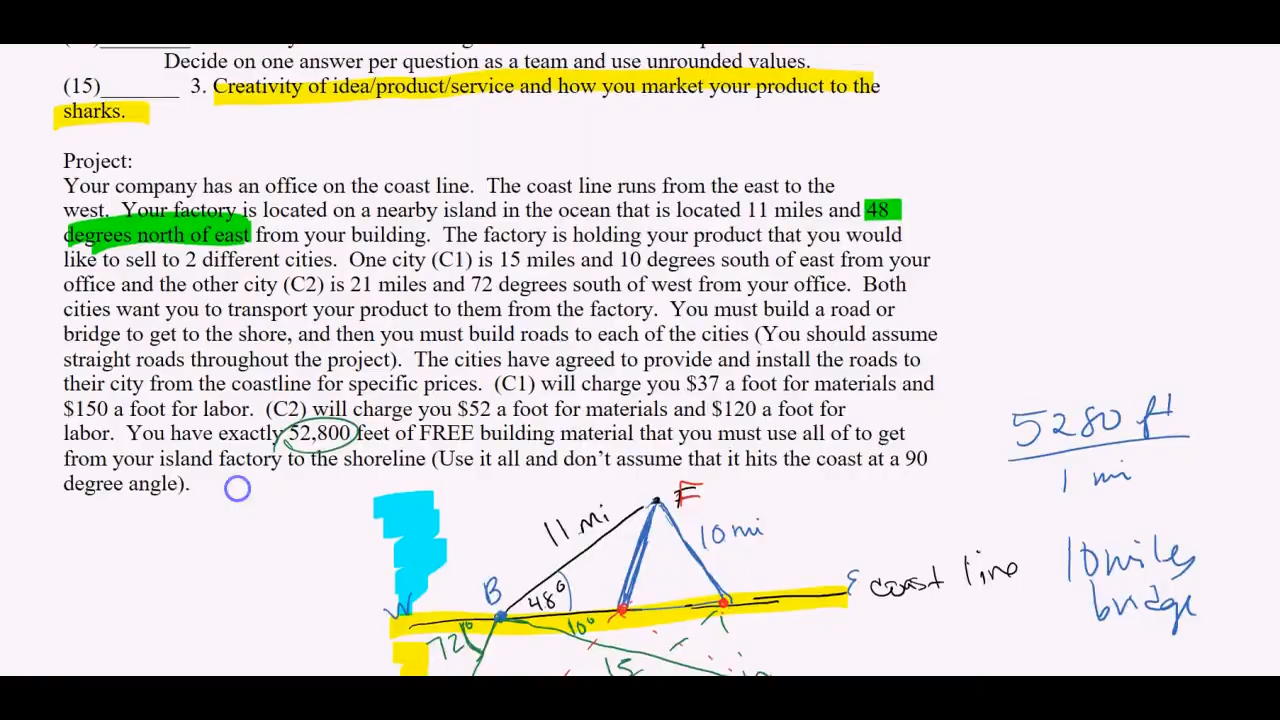 Decide on one answer per question as a team and use unrounded values.
(15)_______ 3. Creativity of idea/product/service and how you market your product to the
sharks.
Project:
Your company has an office on the coast line. The coast line runs from the east to the
west. Your factory is located on a nearby island in the ocean that is located 11 miles and 48
degrees north of east from your building. The factory is holding your product that you would
like to sell to 2 different cities. One city (C1) is 15 miles and 10 degrees south of east from your
office and the other city (C2) is 21 miles and 72 degrees south of west from your office. Both
cities want you to transport your product to them from the factory. You must build a road or
bridge to get to the shore, and then you must build roads to each of the cities (You should assume
straight roads throughout the project). The cities have agreed to provide and install the roads to
their city from the coastline for specific prices. (C1) will charge you $37 a foot for materials and
$150 a foot for labor. (C2) will charge you $52 a foot for materials and $120 a foot for
labor. You have exactly 52,800 feet of FREE building material that you must use all of to get
from your island factory to the shoreline (Use it all and don't assume that it hits the coast at a 90
degree angle).
5280 ft
1 mi
F
11 mi
10 mi
10 miles
bridge
B
48°
E
coast line
W
72°
10°
15